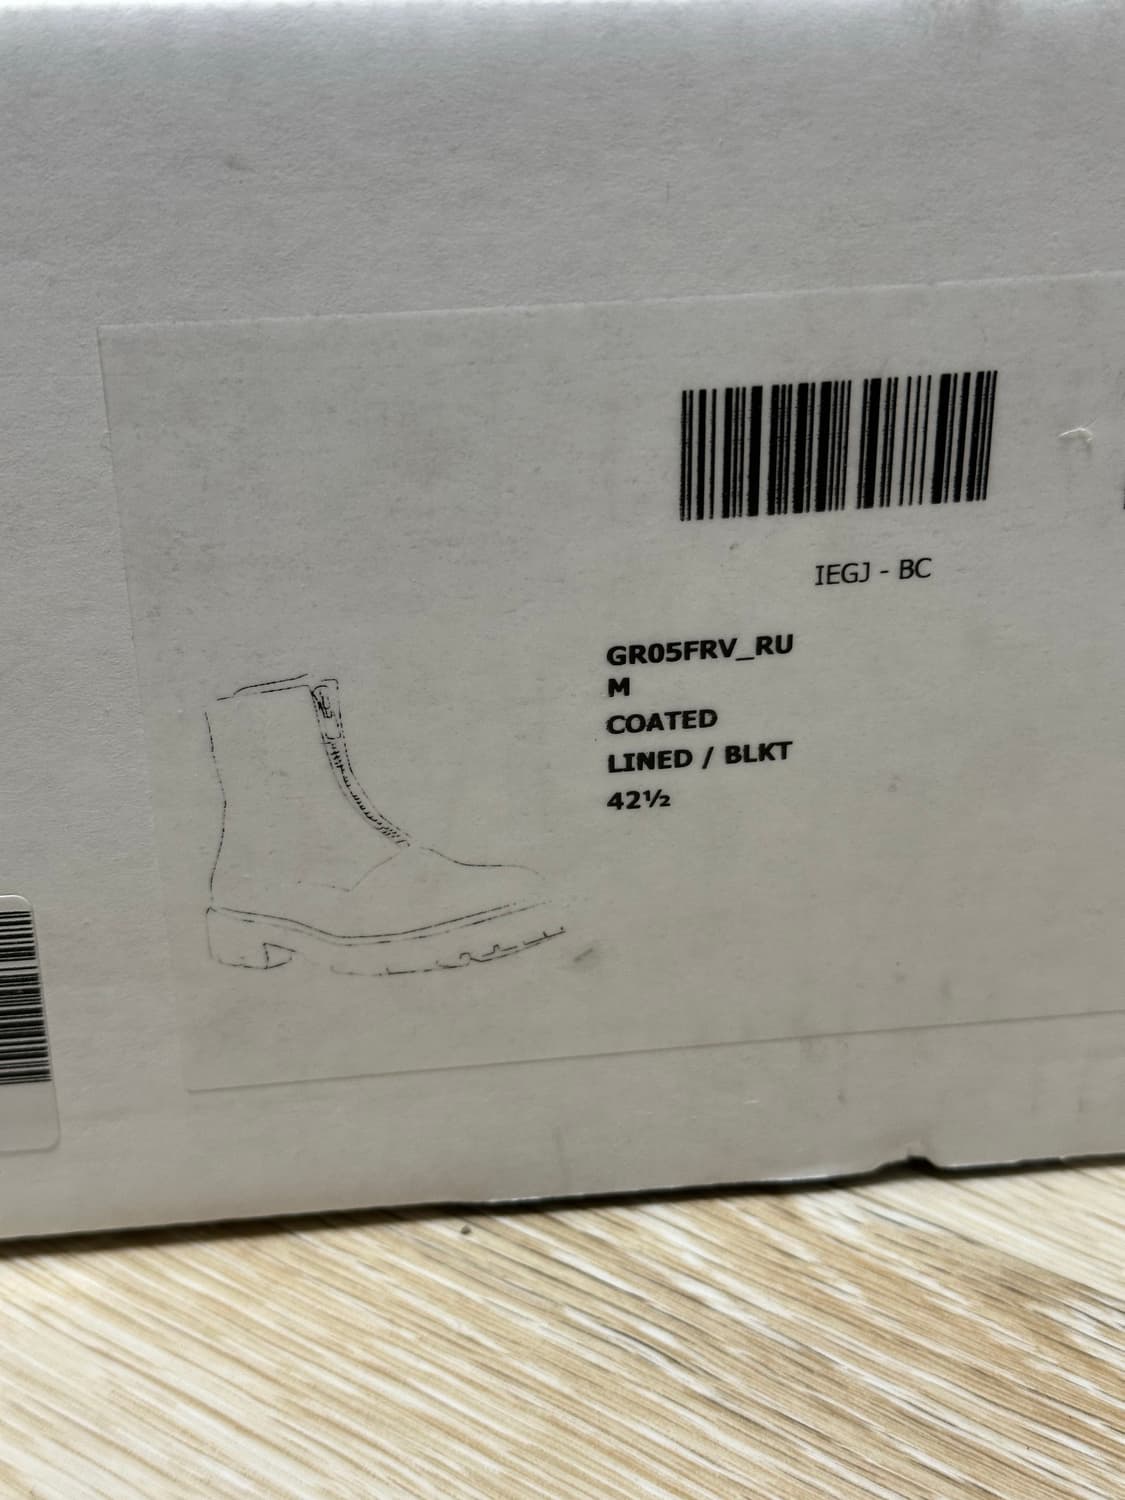 IEGJ - BC
GR05FRV_RU
M
COATED
LINED / BLKT
42½